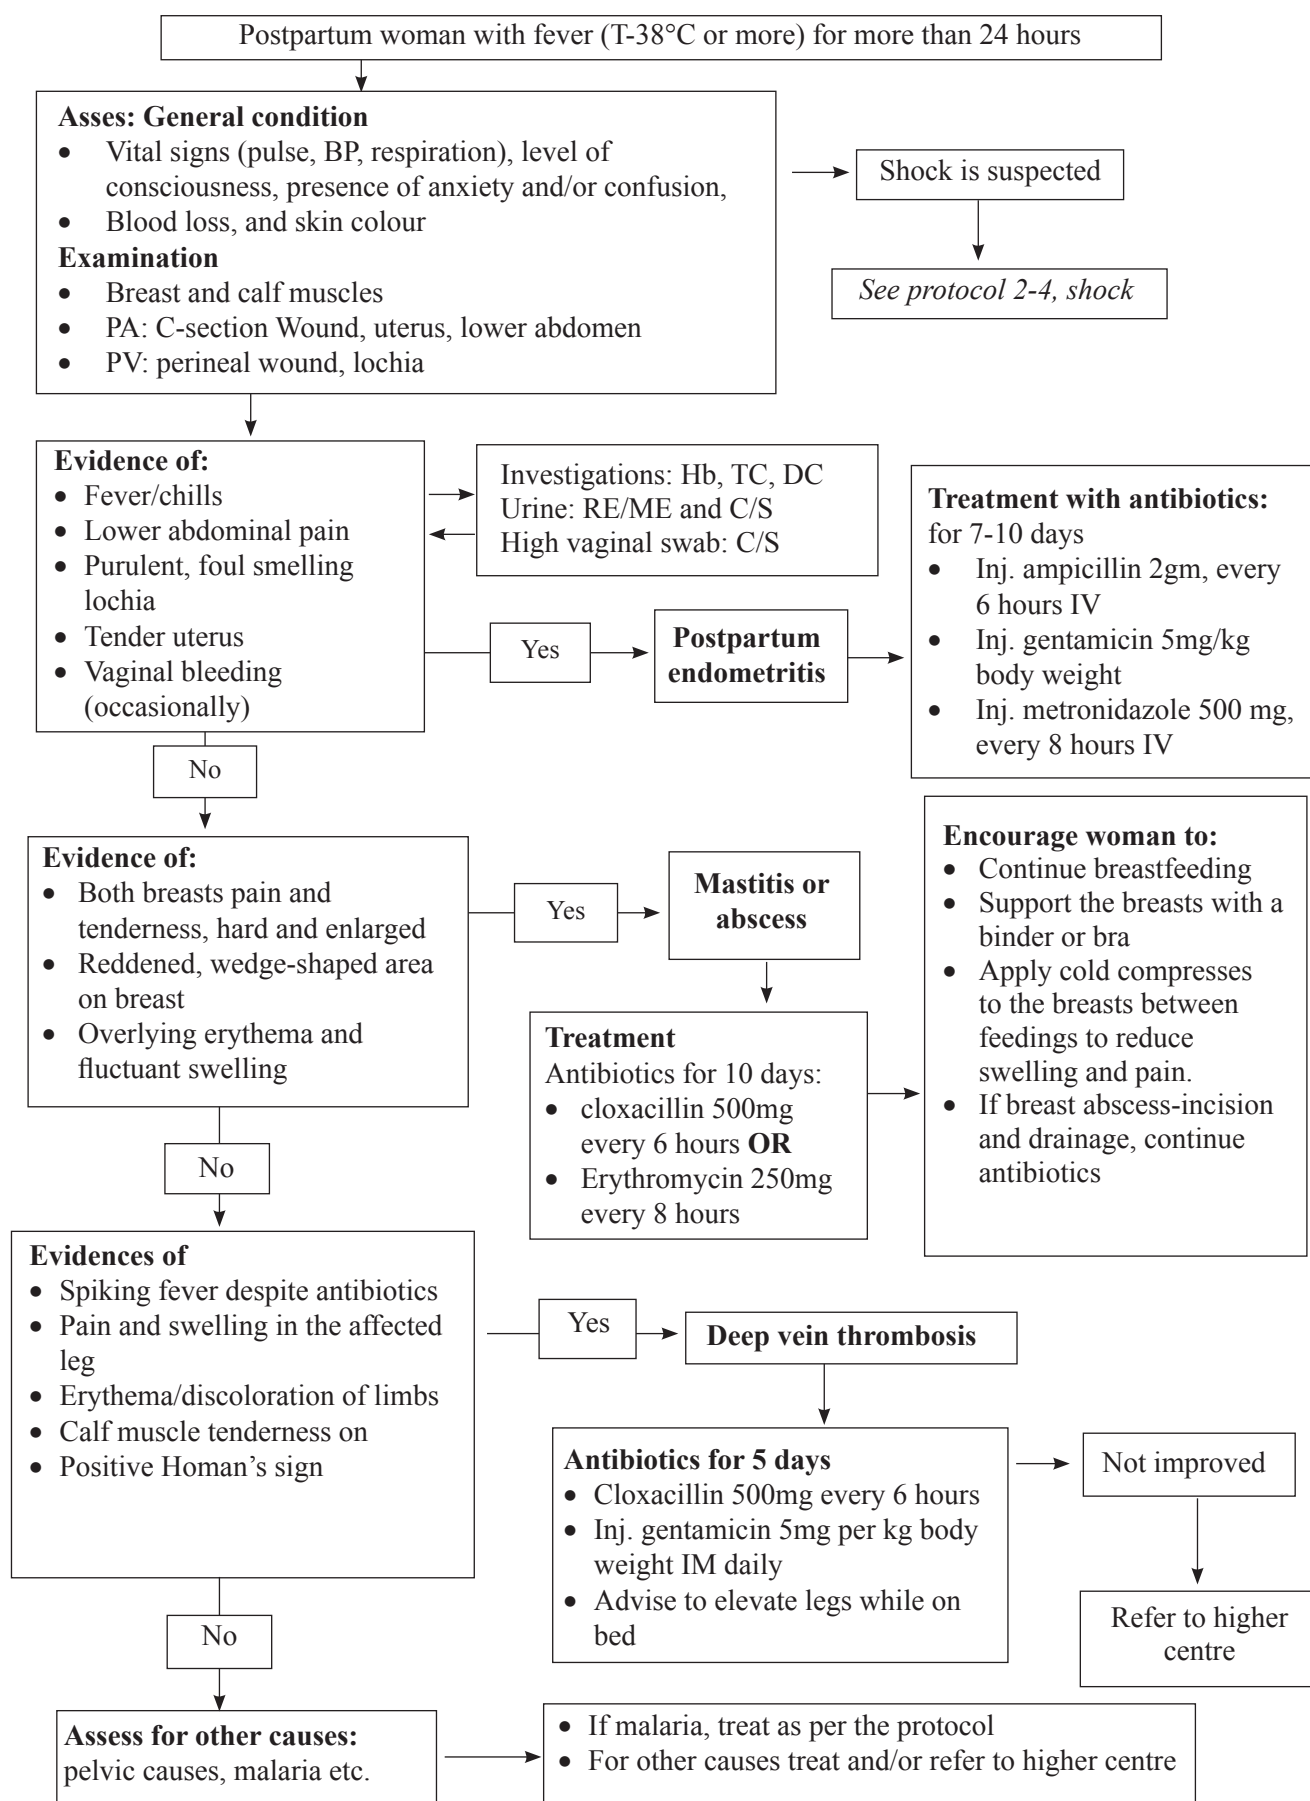 Postpartum woman with fever (T-38°C or more) for more than 24 hours
Asses: General condition
• Vital signs (pulse, BP, respiration), level of
consciousness, presence of anxiety and/or confusion,
• Blood loss, and skin colour
Examination
• Breast and calf muscles
• PA: C-section Wound, uterus, lower abdomen
• PV: perineal wound, lochia
Shock is suspected
See protocol 2-4, shock
Evidence of:
• Fever/chills
• Lower abdominal pain
• Purulent, foul smelling
lochia
• Tender uterus
• Vaginal bleeding
(occasionally)
Investigations: Hb, TC, DC
Urine: RE/ME and C/S
High vaginal swab: C/S
Yes
Postpartum
endometritis
Treatment with antibiotics:
for 7-10 days
• Inj. ampicillin 2gm, every
6 hours IV
• Inj. gentamicin 5mg/kg
body weight
• Inj. metronidazole 500 mg,
every 8 hours IV
No
Evidence of:
• Both breasts pain and
tenderness, hard and enlarged
• Reddened, wedge-shaped area
on breast
• Overlying erythema and
fluctuant swelling
Yes
Mastitis or
abscess
Treatment
Antibiotics for 10 days:
• cloxacillin 500mg
every 6 hours OR
• Erythromycin 250mg
every 8 hours
Encourage woman to:
• Continue breastfeeding
• Support the breasts with a
binder or bra
• Apply cold compresses
to the breasts between
feedings to reduce
swelling and pain.
• If breast abscess-incision
and drainage, continue
antibiotics
No
Evidences of
• Spiking fever despite antibiotics
• Pain and swelling in the affected
leg
• Erythema/discoloration of limbs
• Calf muscle tenderness on
• Positive Homan’s sign
Yes
Deep vein thrombosis
Antibiotics for 5 days
• Cloxacillin 500mg every 6 hours
• Inj. gentamicin 5mg per kg body
weight IM daily
• Advise to elevate legs while on
bed
Not improved
Refer to higher
centre
No
Assess for other causes:
pelvic causes, malaria etc.
• If malaria, treat as per the protocol
• For other causes treat and/or refer to higher centre